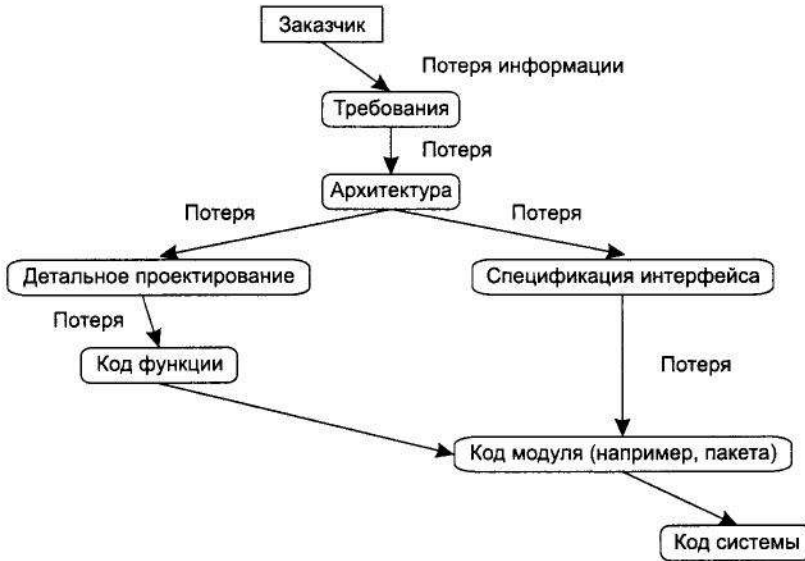 Заказчик
Потеря информации
Требования
Потеря
Архитектура
Потеря
Потеря
Детальное проектирование
Спецификация интерфейса
Потеря
Код функции
Потеря
Код модуля (например, пакета)
Код системы